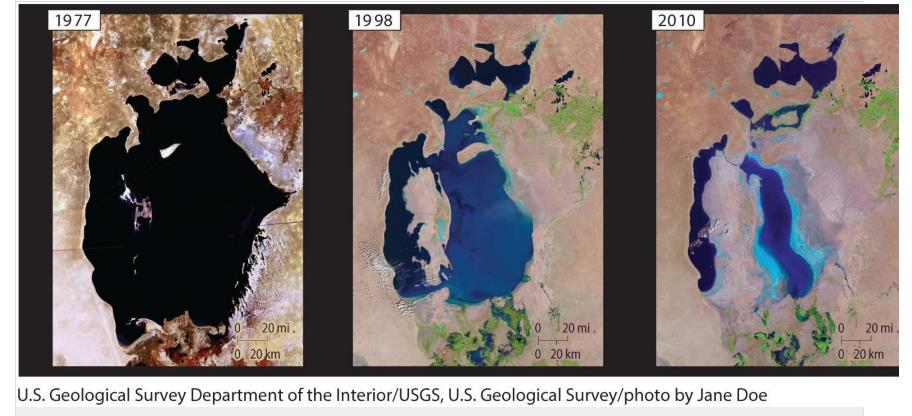 1977
1998
2010
0 20 mi .
0 20 km
0 20 mi .
0 20 km
0 20 mi .
0 20 km
U.S. Geological Survey Department of the Interior/USGS, U.S. Geological Survey/photo by Jane Doe